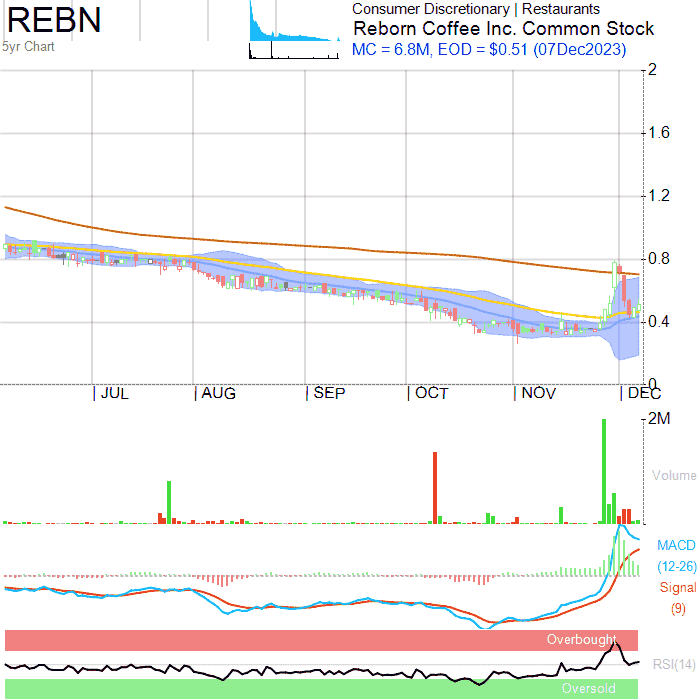 REBN
5yr Chart
Consumer Discretionary | Restaurants
Reborn Coffee Inc. Common Stock
MC = 6.8M, EOD = $0.51 (07Dec2023)
2
1.6
1.2
0.8
0.4
0
JUL AUG SEP OCT NOV DEC
2M
Volume
MACD
(12-26)
Signal
(9)
Overbought
RSI(14)
Oversold